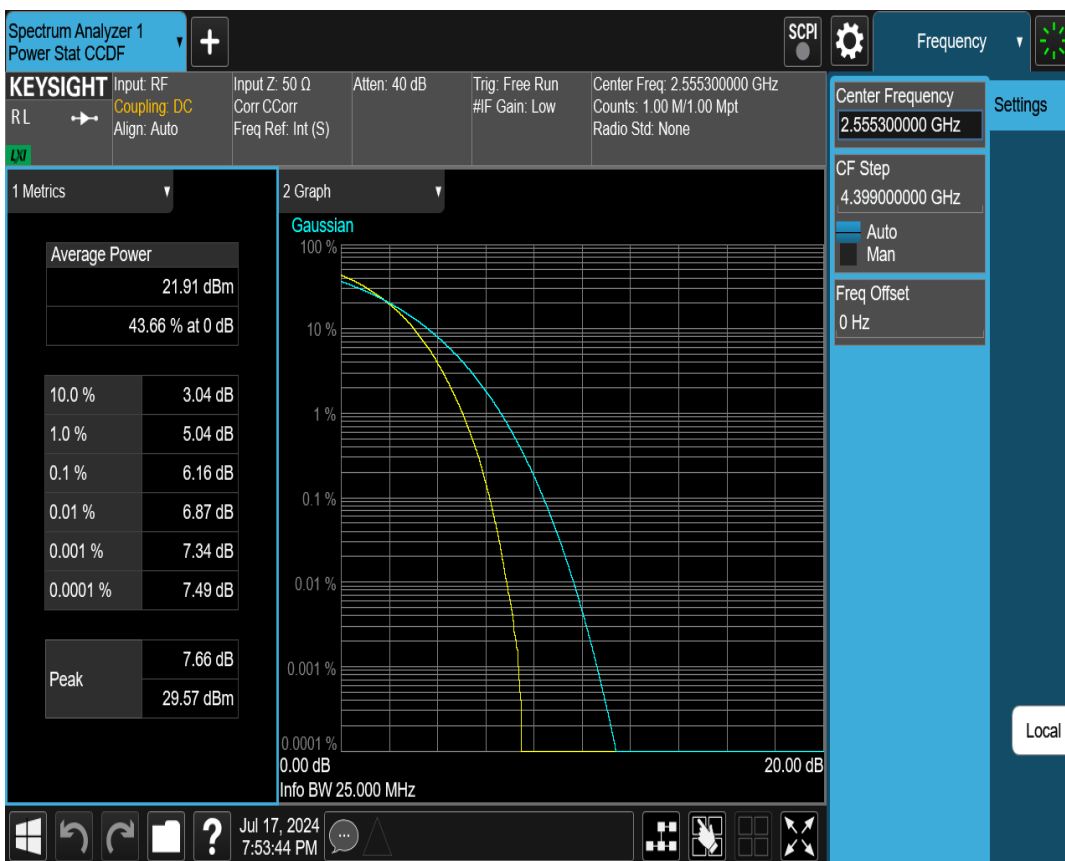 Spectrum Analyzer 1
Power Stat CCDF
SCPI
Frequency
KEYSIGHT
RL
LXI
Input: RF
Coupling: DC
Align: Auto
Input Z: 50 Ω
Corr CCorr
Freq Ref: Int (S)
Atten: 40 dB
Trig: Free Run
#IF Gain: Low
Center Freq: 2.555300000 GHz
Counts: 1.00 M/1.00 Mpt
Radio Std: None
Center Frequency
2.555300000 GHz
Settings
CF Step
4.399000000 GHz
Auto
Man
Freq Offset
0 Hz
Local
1 Metrics
Average Power
21.91 dBm
43.66 % at 0 dB
10.0 % 3.04 dB
1.0 % 5.04 dB
0.1 % 6.16 dB
0.01 % 6.87 dB
0.001 % 7.34 dB
0.0001 % 7.49 dB
Peak
7.66 dB
29.57 dBm
2 Graph
Gaussian
100 %
10 %
1 %
0.1 %
0.01 %
0.001 %
0.0001 %
0.00 dB 20.00 dB
Info BW 25.000 MHz
?
Jul 17, 2024
7:53:44 PM